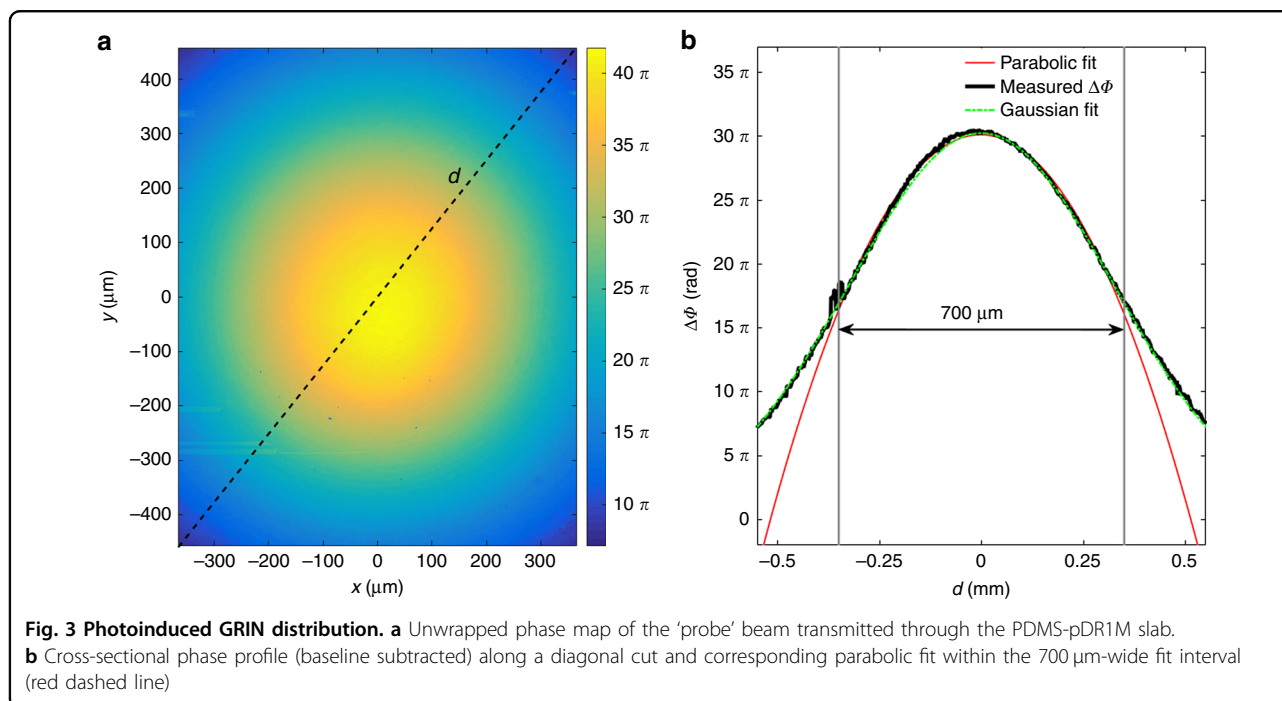 a
400
300
200
100
0
−100
−200
−300
−400
y (μm)
−300 −200 −100 0 100 200 300
x (μm)
d
40 π
35 π
30 π
25 π
20 π
15 π
10 π
b
35 π
30 π
25 π
20 π
15 π
10 π
5 π
0
ΔΦ (rad)
Parabolic fit
Measured ΔΦ
Gaussian fit
700 μm
−0.5 −0.25 0 0.25 0.5
d (mm)
Fig. 3 Photoinduced GRIN distribution. a Unwrapped phase map of the ‘probe’ beam transmitted through the PDMS-pDR1M slab.
b Cross-sectional phase profile (baseline subtracted) along a diagonal cut and corresponding parabolic fit within the 700 μm-wide fit interval
(red dashed line)